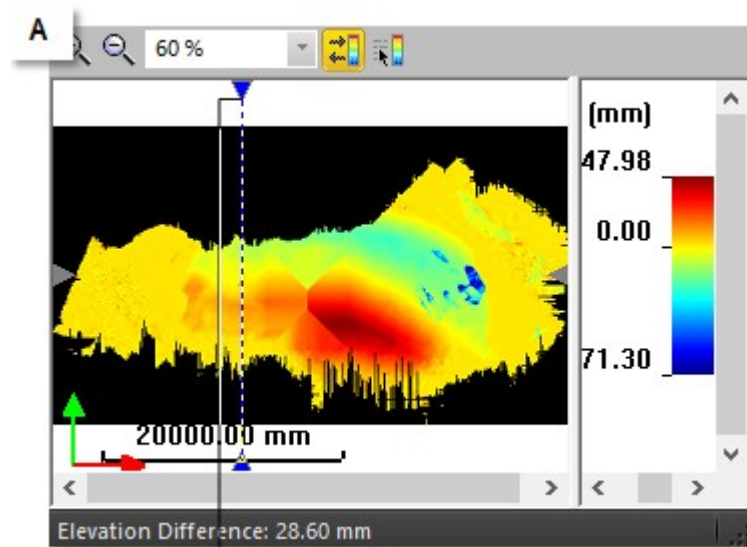 A
60 %
(mm)
47.98
0.00
71.30
20000.00 mm
Elevation Difference: 28.60 mm